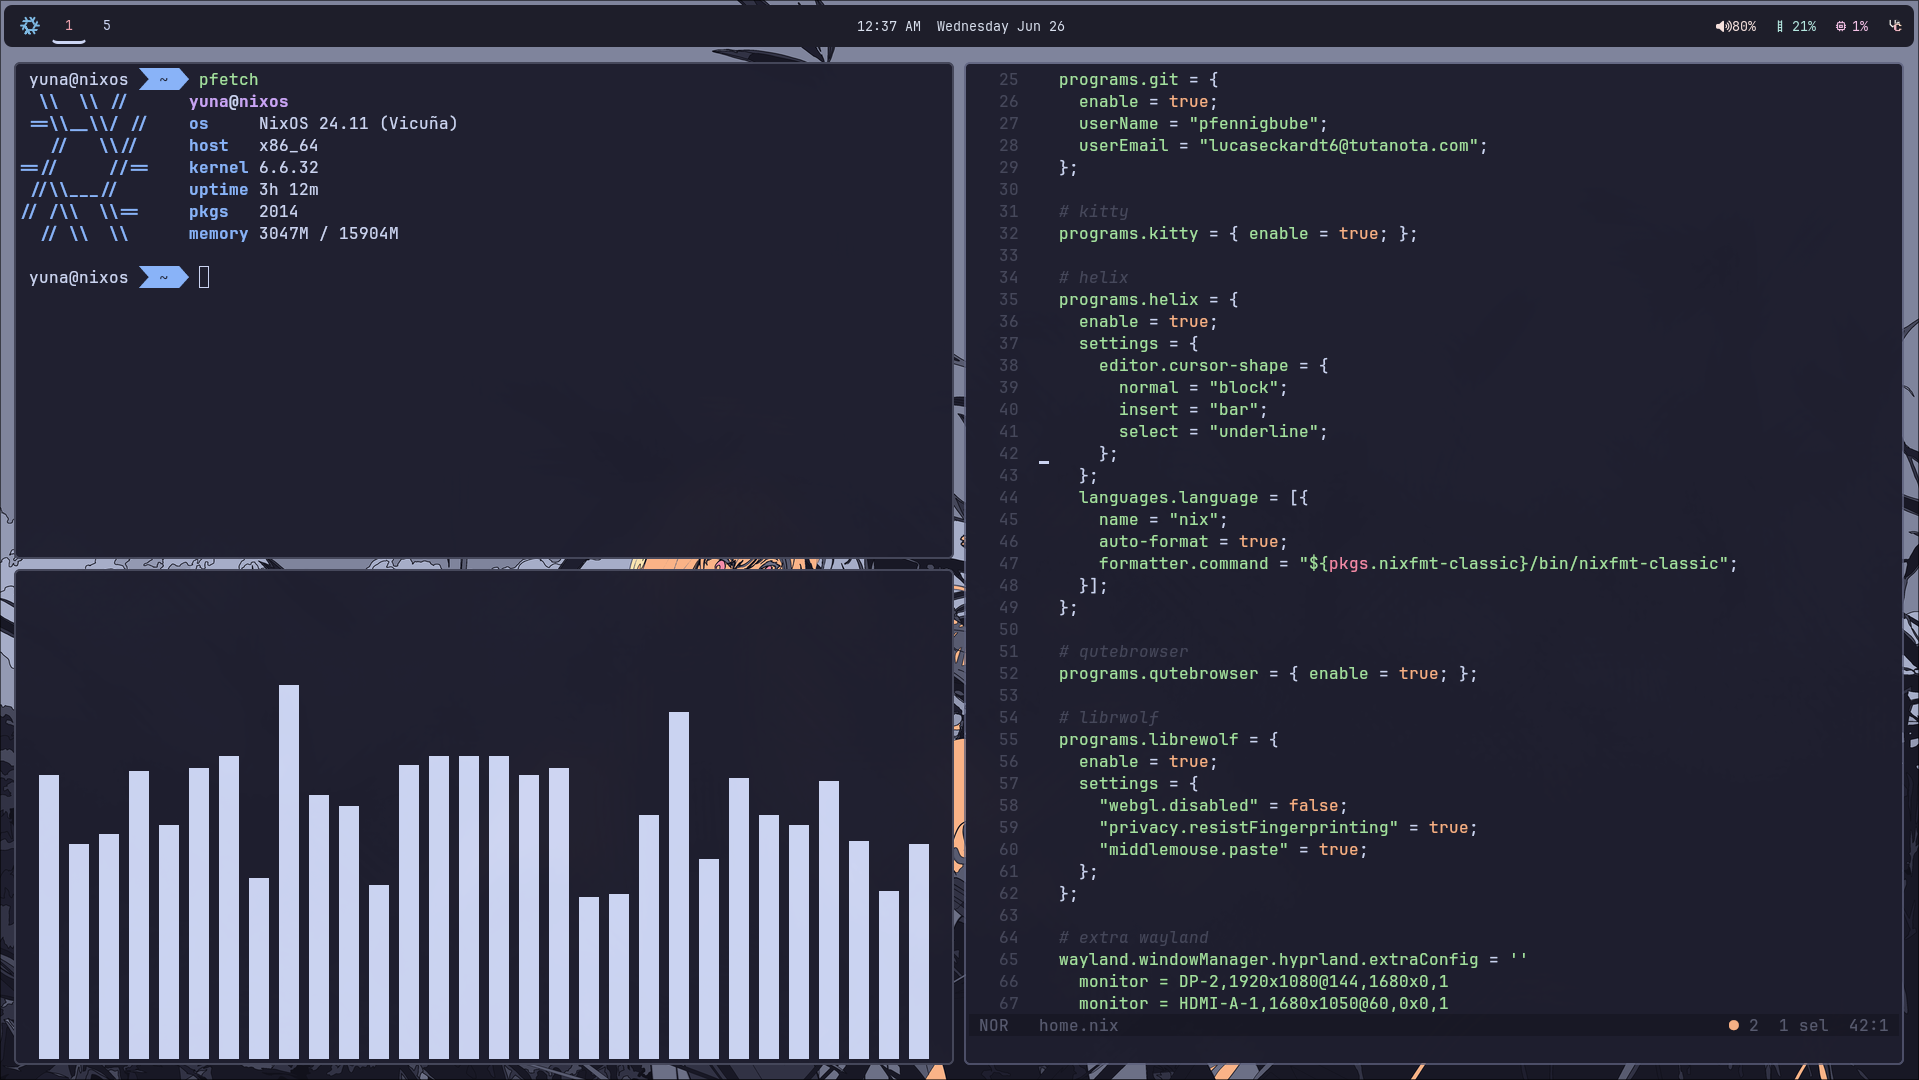 1 5
12:37 AM Wednesday Jun 26
80% 21% 1%
yuna@nixos ~ pfetch
yuna@nixos
os NixOS 24.11 (Vicuña)
host x86_64
kernel 6.6.32
uptime 3h 12m
pkgs 2014
memory 3047M / 15904M
yuna@nixos ~
25 programs.git = {
26 enable = true;
27 userName = "pfennigbube";
28 userEmail = "lucaseckardt6@tutanota.com";
29 };
30
31 # kitty
32 programs.kitty = { enable = true; };
33
34 # helix
35 programs.helix = {
36 enable = true;
37 settings = {
38 editor.cursor-shape = {
39 normal = "block";
40 insert = "bar";
41 select = "underline";
42 };
43 };
44 languages.language = [{
45 name = "nix";
46 auto-format = true;
47 formatter.command = "${pkgs.nixfmt-classic}/bin/nixfmt-classic";
48 }];
49 };
50
51 # qutebrowser
52 programs.qutebrowser = { enable = true; };
53
54 # librwolf
55 programs.librewolf = {
56 enable = true;
57 settings = {
58 "webgl.disabled" = false;
59 "privacy.resistFingerprinting" = true;
60 "middlemouse.paste" = true;
61 };
62 };
63
64 # extra wayland
65 wayland.windowManager.hyprland.extraConfig = ''
66 monitor = DP-2,1920x1080@144,1680x0,1
67 monitor = HDMI-A-1,1680x1050@60,0x0,1
NOR home.nix 2 1 sel 42:1